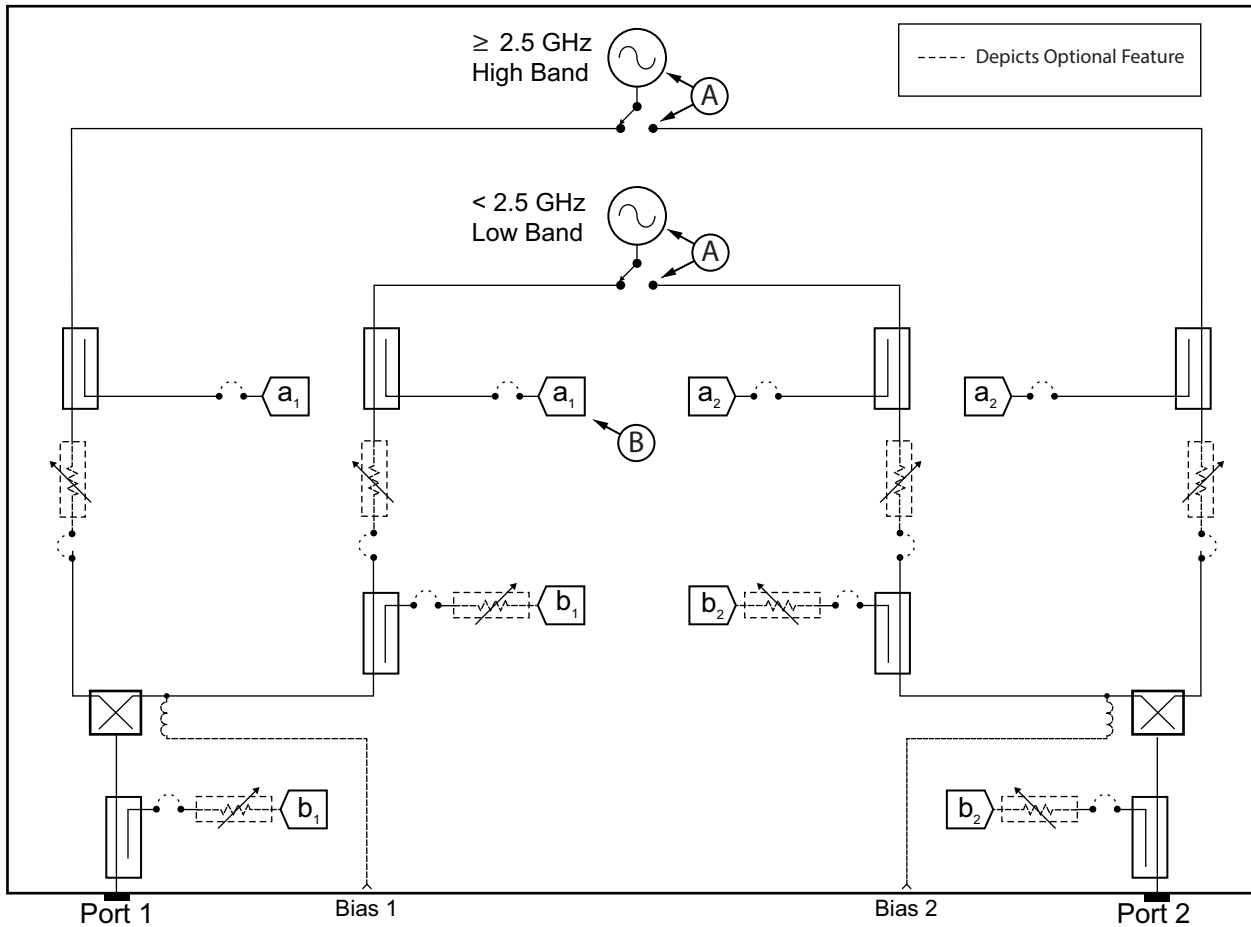 ≥ 2.5 GHz
High Band
A
Depicts Optional Feature
< 2.5 GHz
Low Band
A
a1
a1
a2
a2
B
b1
b2
b1
b2
Port 1
Bias 1
Bias 2
Port 2